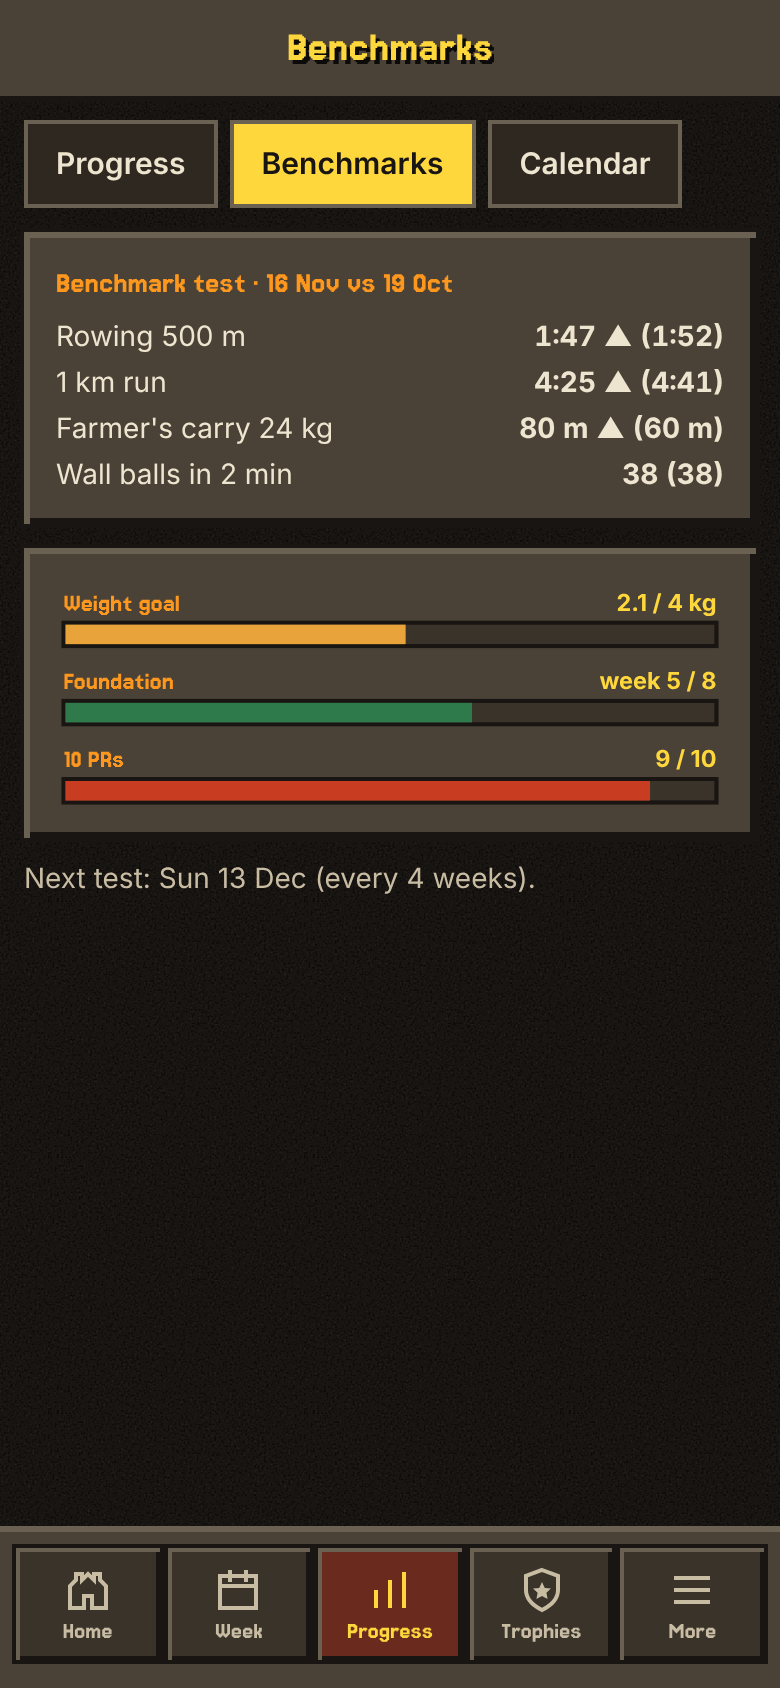 Benchmarks
Progress Benchmarks Calendar
Benchmark test · 16 Nov vs 19 Oct
Rowing 500 m 1:47 ▲ (1:52)
1 km run 4:25 ▲ (4:41)
Farmer's carry 24 kg 80 m ▲ (60 m)
Wall balls in 2 min 38 (38)
Weight goal 2.1 / 4 kg
Foundation week 5 / 8
10 PRs 9 / 10
Next test: Sun 13 Dec (every 4 weeks).
Home Week Progress Trophies More